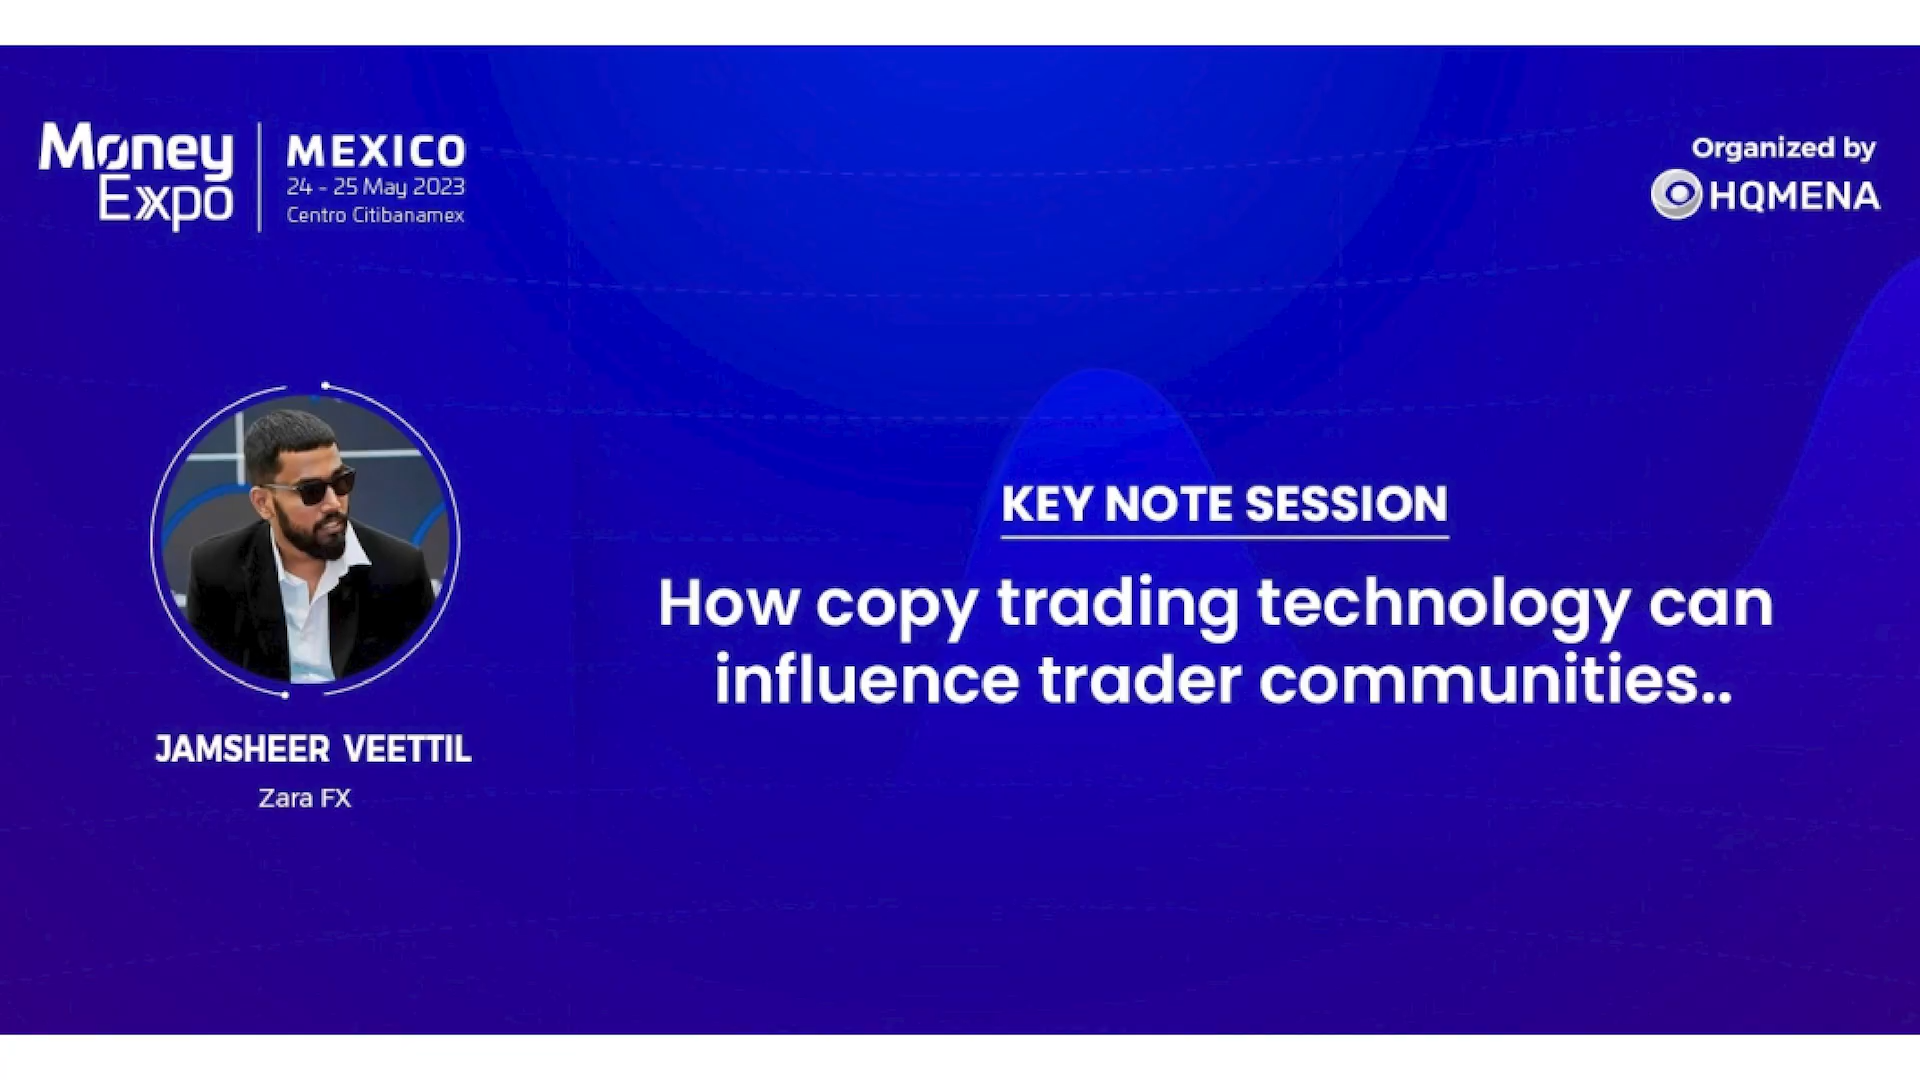 Money
Expo
MEXICO
24 - 25 May 2023
Centro Citibanamex
Organized by
HQMENA
KEY NOTE SESSION
How copy trading technology can
influence trader communities..
JAMSHEER VEETTIL
Zara FX